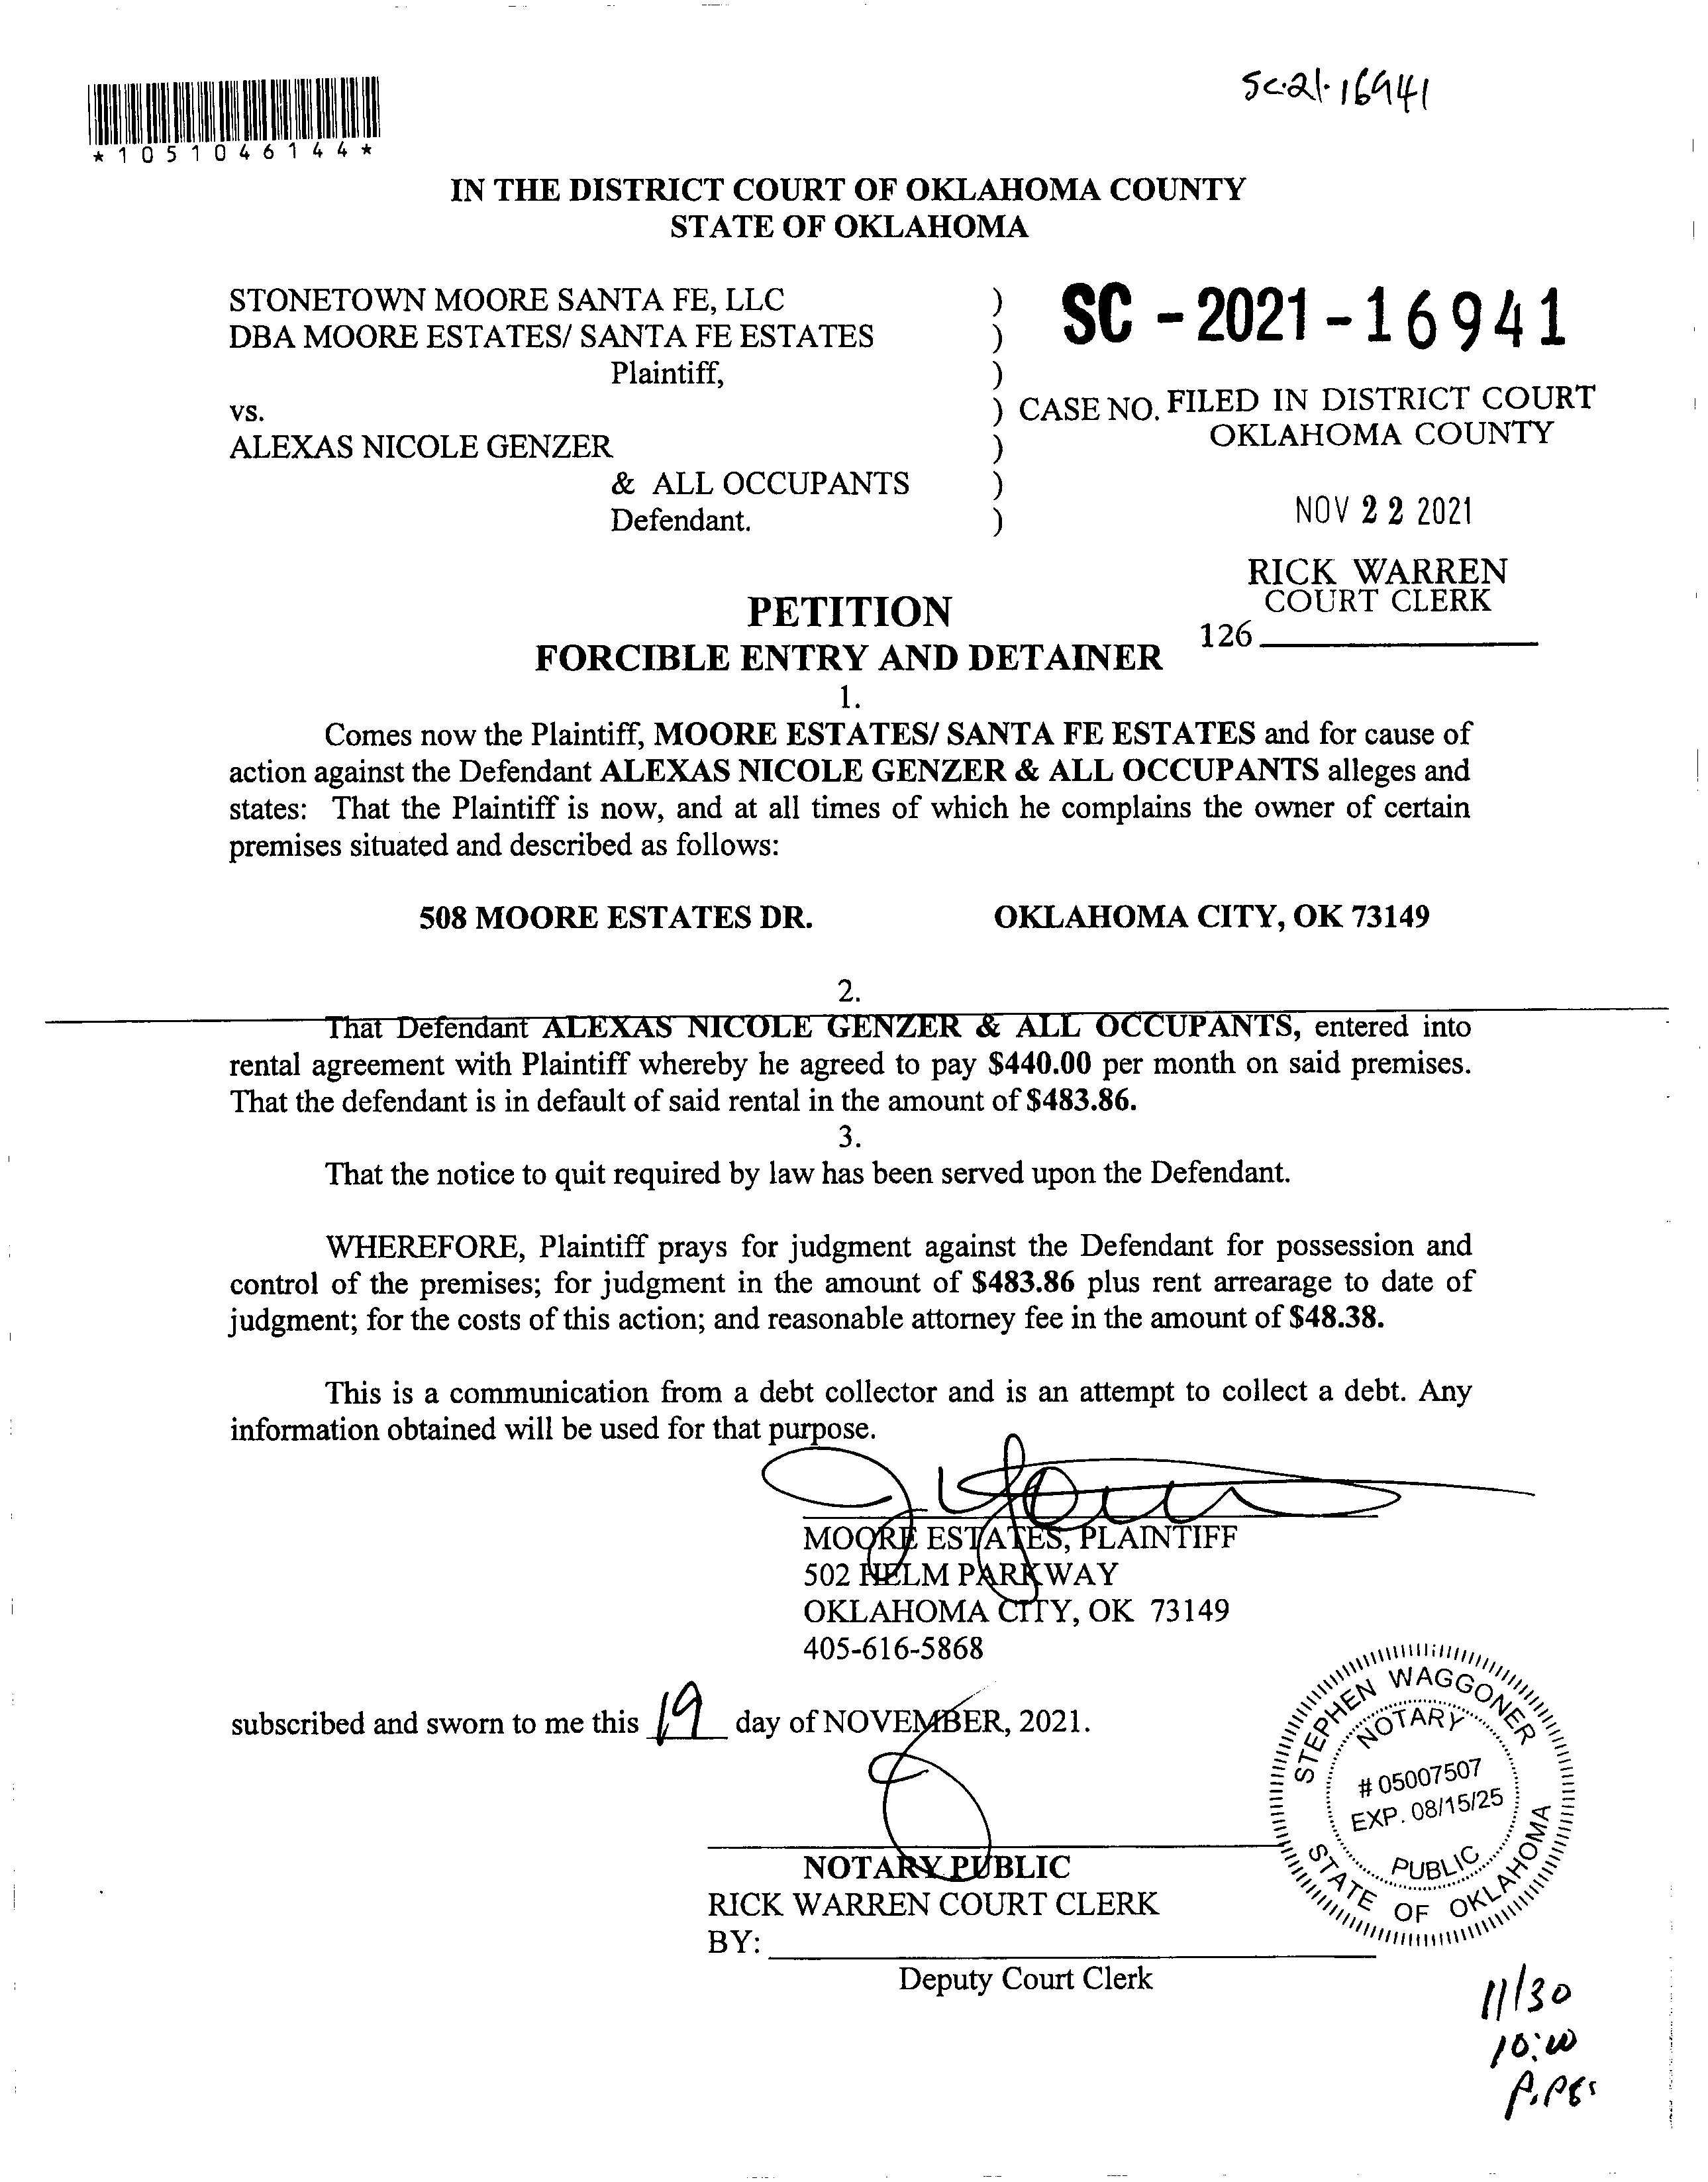 SC-21-16941
*1051046144*
IN THE DISTRICT COURT OF OKLAHOMA COUNTY
STATE OF OKLAHOMA
STONETOWN MOORE SANTA FE, LLC )
DBA MOORE ESTATES/ SANTA FE ESTATES )
Plaintiff, )
vs. )
ALEXAS NICOLE GENZER )
& ALL OCCUPANTS )
Defendant. )
SC - 2021 - 16941
CASE NO. FILED IN DISTRICT COURT
OKLAHOMA COUNTY
NOV 22 2021
RICK WARREN
COURT CLERK
126
PETITION
FORCIBLE ENTRY AND DETAINER
1.
Comes now the Plaintiff, MOORE ESTATES/ SANTA FE ESTATES and for cause of
action against the Defendant ALEXAS NICOLE GENZER & ALL OCCUPANTS alleges and
states: That the Plaintiff is now, and at all times of which he complains the owner of certain
premises situated and described as follows:
508 MOORE ESTATES DR. OKLAHOMA CITY, OK 73149
2.
That Defendant ALEXAS NICOLE GENZER & ALL OCCUPANTS, entered into
rental agreement with Plaintiff whereby he agreed to pay $440.00 per month on said premises.
That the defendant is in default of said rental in the amount of $483.86.
3.
That the notice to quit required by law has been served upon the Defendant.
WHEREFORE, Plaintiff prays for judgment against the Defendant for possession and
control of the premises; for judgment in the amount of $483.86 plus rent arrearage to date of
judgment; for the costs of this action; and reasonable attorney fee in the amount of $48.38.
This is a communication from a debt collector and is an attempt to collect a debt. Any
information obtained will be used for that purpose.
MOORE ESTATES, PLAINTIFF
502 HELM PARKWAY
OKLAHOMA CITY, OK 73149
405-616-5868
subscribed and sworn to me this 19 day of NOVEMBER, 2021.
NOTARY PUBLIC
RICK WARREN COURT CLERK
BY:
Deputy Court Clerk
STEPHEN WAGGONER
NOTARY
# 05007507
EXP. 08/15/25
PUBLIC
STATE OF OKLAHOMA
11/30
10:00